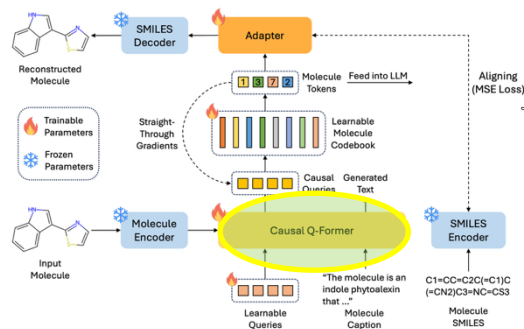 HN
N
S
SMILES
Decoder
Adapter
Reconstructed
Molecule
1 3 7 2
Molecule
Tokens
Feed into LLM
Aligning
(MSE Loss)
Trainable
Parameters
Frozen
Parameters
Straight-
Through
Gradients
Learnable
Molecule
Codebook
Causal
Queries
Generated
Text
HN
N
S
Molecule
Encoder
Causal Q-Former
SMILES
Encoder
Input
Molecule
Learnable
Queries
"The molecule is an
indole phytoalexin
that ..."
Molecule
Caption
C1=CC=C2C(=C1)C
(=CN2)C3=NC=CS3
Molecule
SMILES